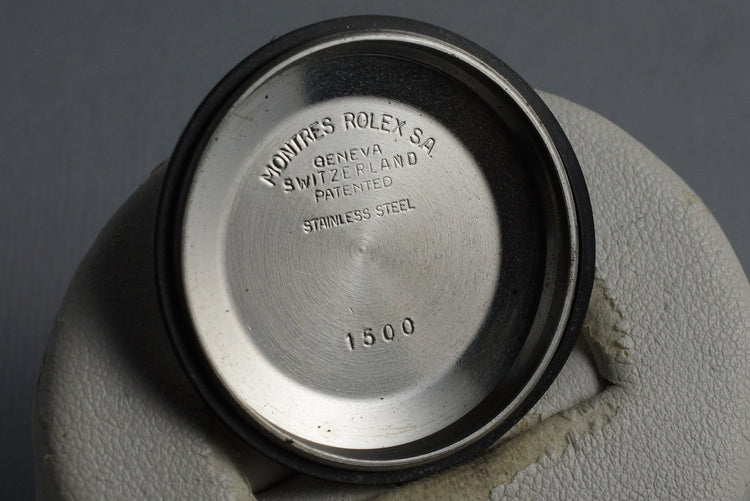 MONTRES ROLEX S.A.
GENEVA
SWITZERLAND
PATENTED
STAINLESS STEEL
1500